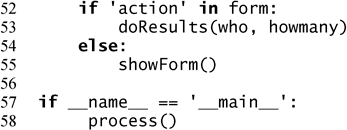 52 if 'action' in form:
53 doResults(who, howmany)
54 else:
55 showForm()
56
57 if __name__ == '__main__':
58 process()